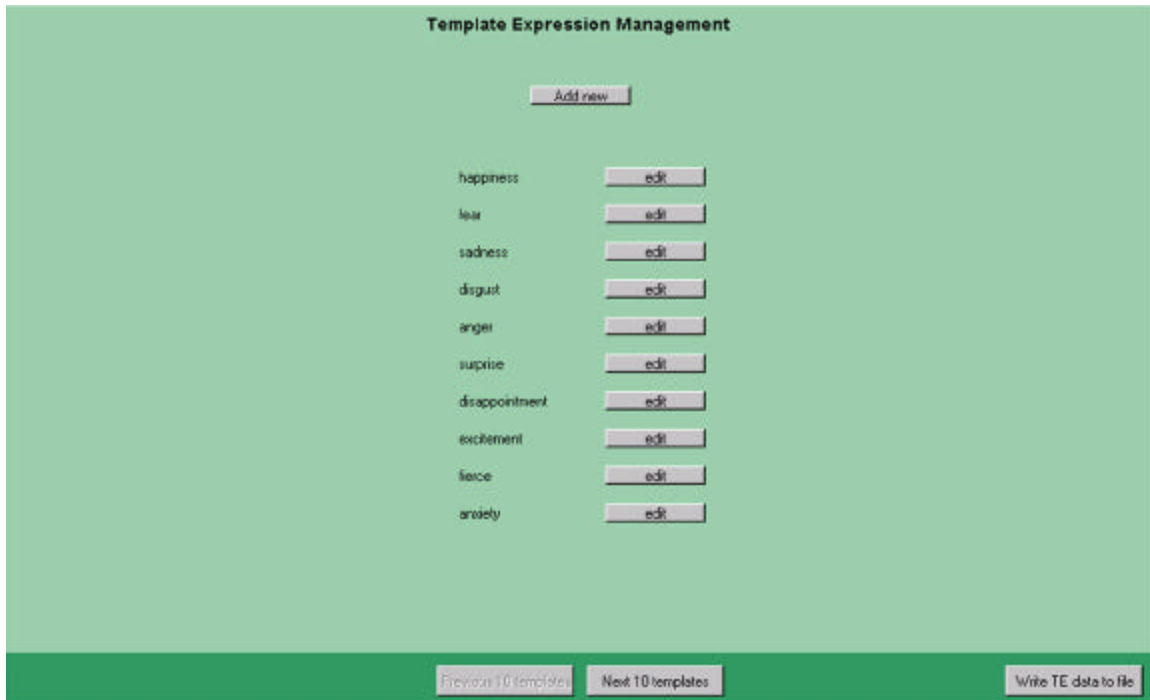 Template Expression Management
Add new
happiness edit
fear edit
sadness edit
disgust edit
anger edit
surprise edit
disappointment edit
excitement edit
fierce edit
anxiety edit
Previous 10 templates Next 10 templates Write TE data to file